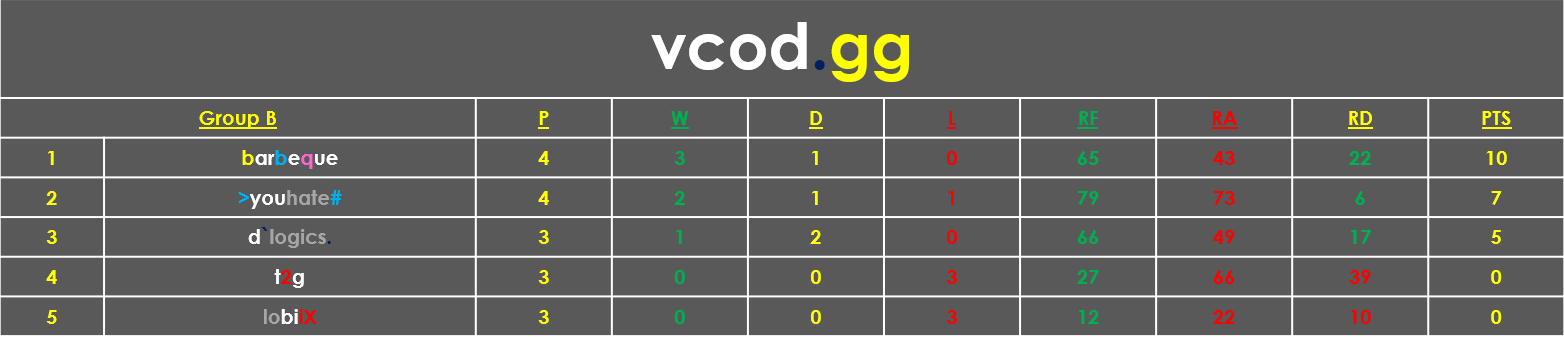 vcod.gg
Group B P W D L RF RA RD PTS
1 barbeque 4 3 1 0 65 43 22 10
2 >youhate# 4 2 1 1 79 73 6 7
3 d`logics. 3 1 2 0 66 49 17 5
4 t2g 3 0 0 3 27 66 39 0
5 lobiiX 3 0 0 3 12 22 10 0